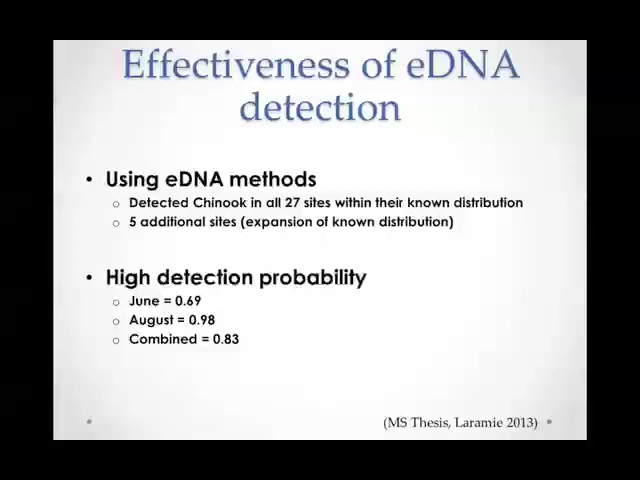 Effectiveness of eDNA
detection
• Using eDNA methods
o Detected Chinook in all 27 sites within their known distribution
o 5 additional sites (expansion of known distribution)
• High detection probability
o June = 0.69
o August = 0.98
o Combined = 0.83
(MS Thesis, Laramie 2013)